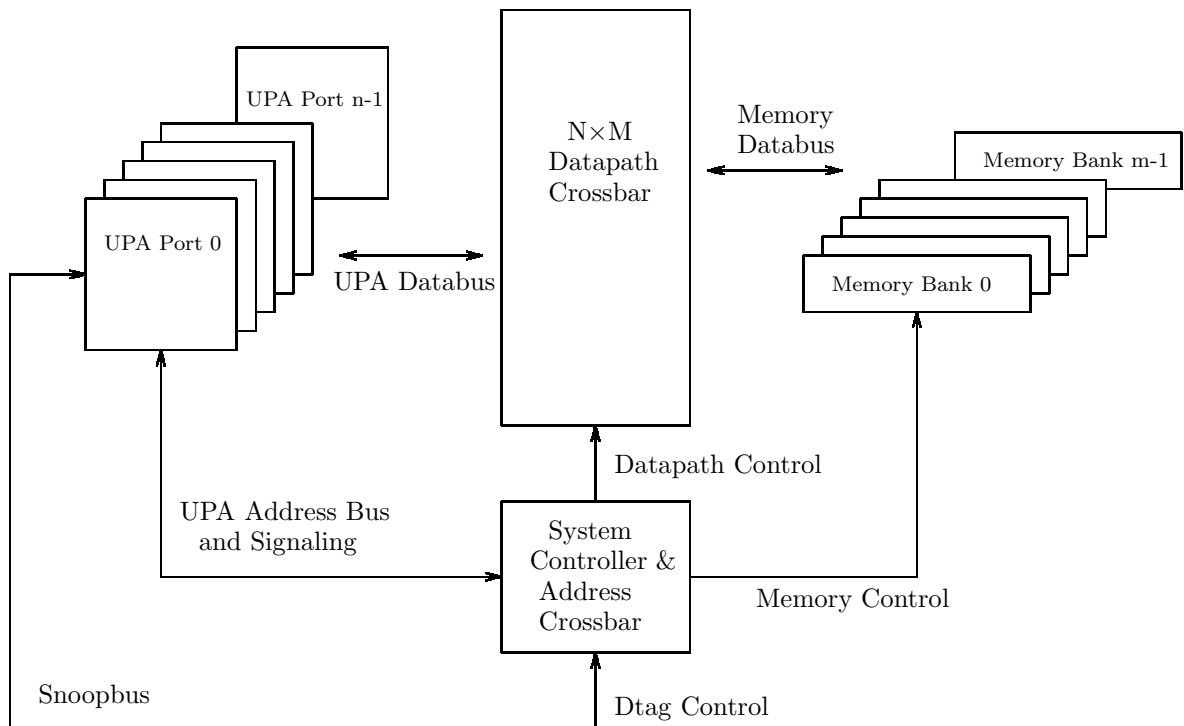 UPA Port n-1
UPA Port 0
UPA Databus
N×M
Datapath
Crossbar
Memory
Databus
Memory Bank m-1
Memory Bank 0
Datapath Control
UPA Address Bus
and Signaling
System
Controller &
Address
Crossbar
Memory Control
Snoopbus
Dtag Control